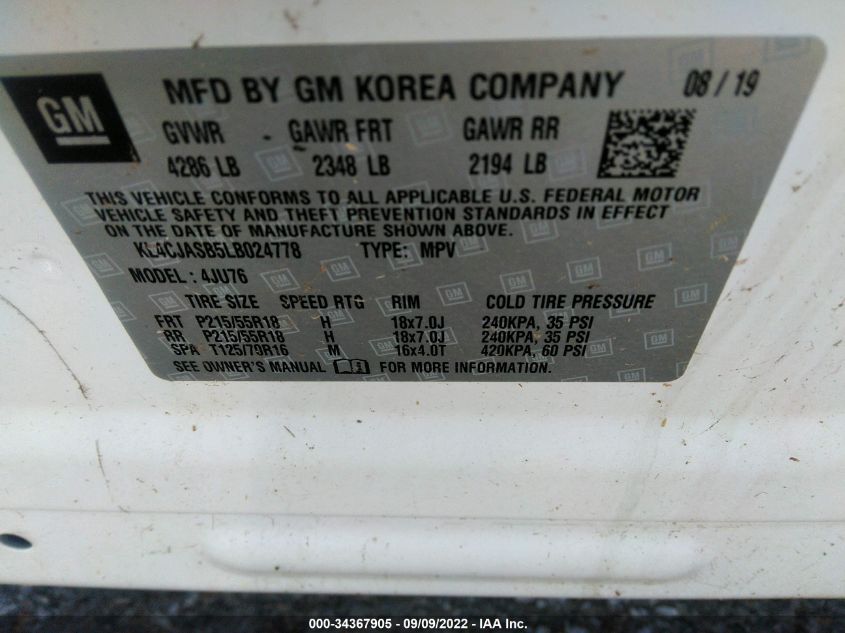 GM
MFD BY GM KOREA COMPANY 08 / 19
GVWR - GAWR FRT GAWR RR
4286 LB 2348 LB 2194 LB
THIS VEHICLE CONFORMS TO ALL APPLICABLE U.S. FEDERAL MOTOR
VEHICLE SAFETY AND THEFT PREVENTION STANDARDS IN EFFECT
ON THE DATE OF MANUFACTURE SHOWN ABOVE.
KL4CJASB5LB024778 TYPE: MPV
MODEL : 4JU76
TIRE SIZE SPEED RTG RIM COLD TIRE PRESSURE
FRT P215/55R18 H 18x7.0J 240KPA, 35 PSI
RR P215/55R18 H 18x7.0J 240KPA, 35 PSI
SPA T125/70R16 M 16x4.0T 420KPA, 60 PSI
SEE OWNER'S MANUAL FOR MORE INFORMATION.
000-34367905 - 09/09/2022 - IAA Inc.